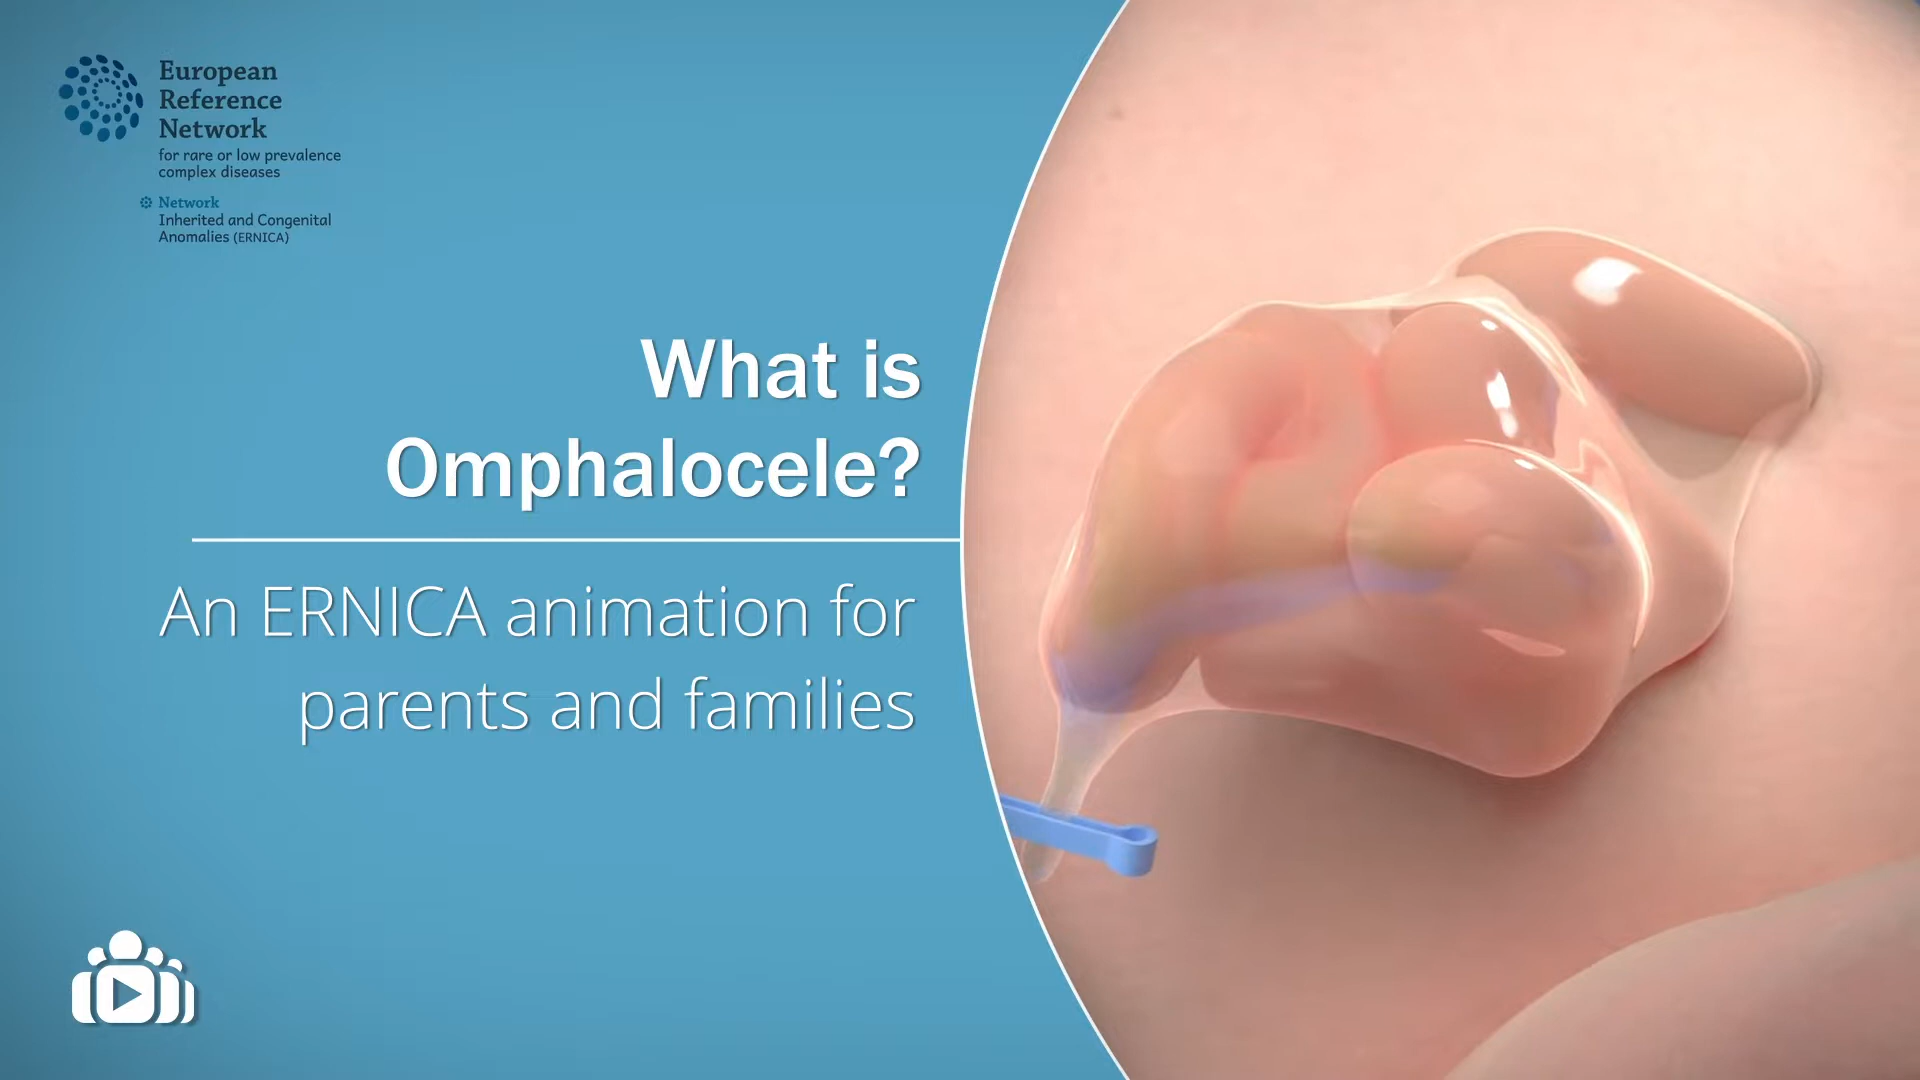 European
Reference
Network
for rare or low prevalence
complex diseases
Network
Inherited and Congenital
Anomalies (ERNICA)
What is
Omphalocele?
An ERNICA animation for
parents and families